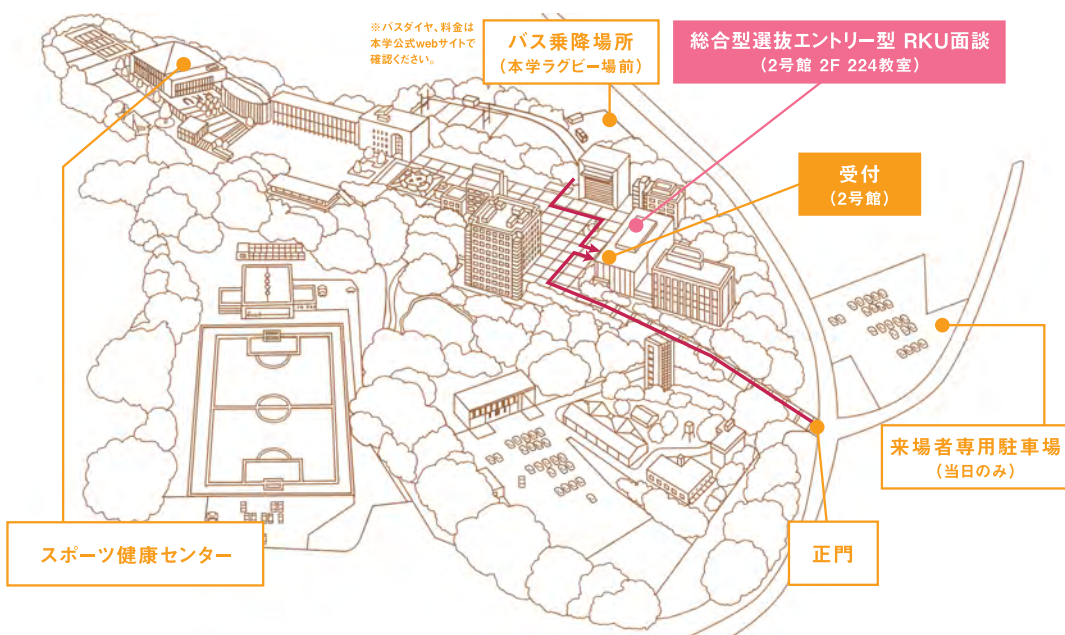 ※バスダイヤ、料金は
本学公式webサイトで
確認ください。
バス乗降場所
（本学ラグビー場前）
総合型選抜エントリー型 RKU面談
（2号館 2F 224教室）
受付
（2号館）
来場者専用駐車場
（当日のみ）
スポーツ健康センター
正門